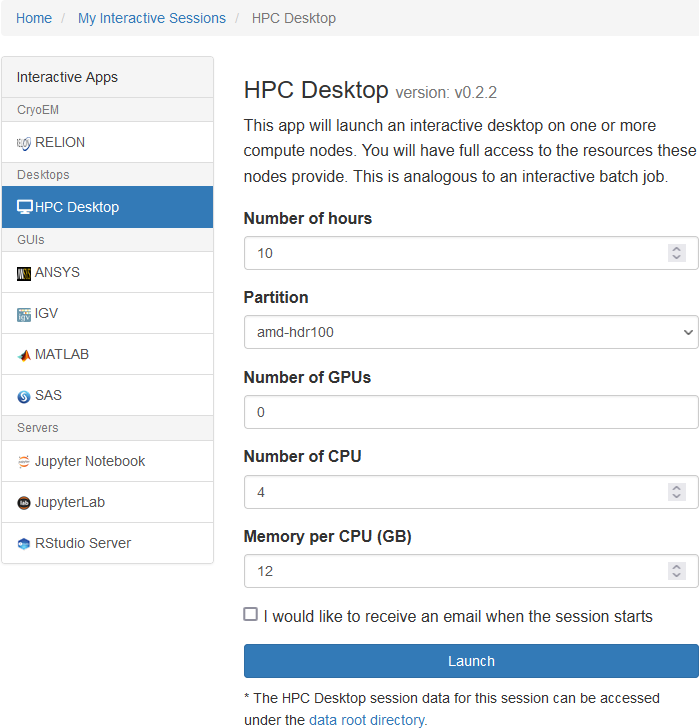 Home / My Interactive Sessions / HPC Desktop
Interactive Apps
CryoEM
RELION
Desktops
HPC Desktop
GUIs
ANSYS
IGV
MATLAB
SAS
Servers
Jupyter Notebook
JupyterLab
RStudio Server
HPC Desktop version: v0.2.2
This app will launch an interactive desktop on one or more
compute nodes. You will have full access to the resources these
nodes provide. This is analogous to an interactive batch job.
Number of hours
10
Partition
amd-hdr100
Number of GPUs
0
Number of CPU
4
Memory per CPU (GB)
12
I would like to receive an email when the session starts
Launch
* The HPC Desktop session data for this session can be accessed
under the data root directory.